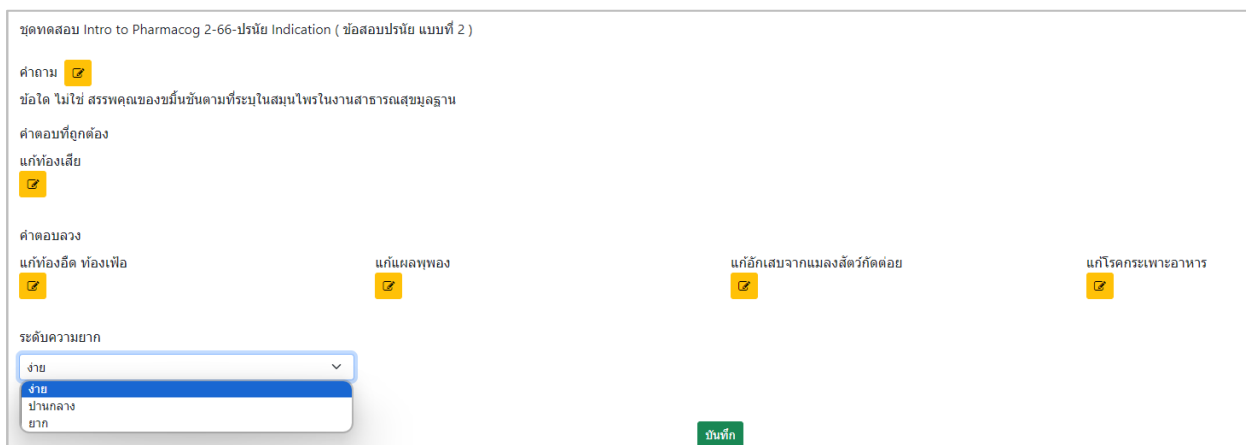 ชุดทดสอบ Intro to Pharmacog 2-66-ปรนัย Indication ( ข้อสอบปรนัย แบบที่ 2 )
คำถาม
ข้อใด ไม่ใช่ สรรพคุณของขมิ้นชันตามที่ระบุในสมุนไพรในงานสาธารณสุขมูลฐาน
คำตอบที่ถูกต้อง
แก้ท้องเสีย
คำตอบลวง
แก้ท้องอืด ท้องเฟ้อ แก้แผลพุพอง แก้อักเสบจากแมลงสัตว์กัดต่อย แก้โรคกระเพาะอาหาร
ระดับความยาก
ง่าย
ง่าย
ปานกลาง
ยาก
บันทึก